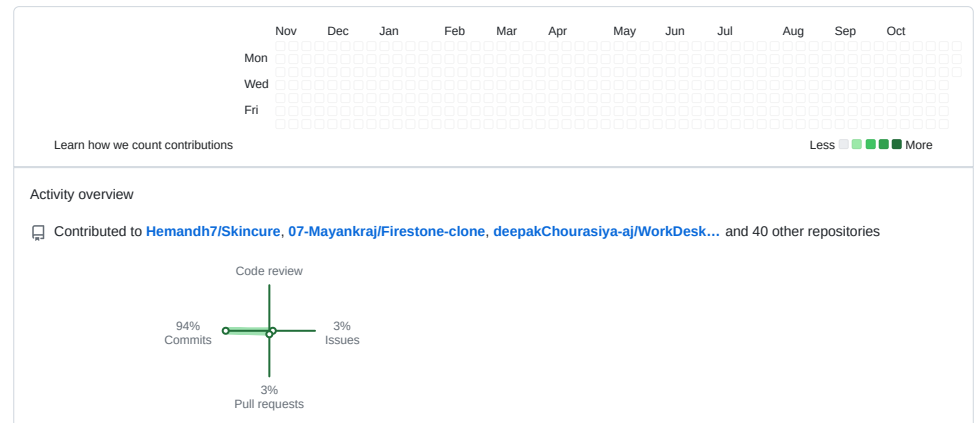 Nov Dec Jan Feb Mar Apr May Jun Jul Aug Sep Oct
Mon
Wed
Fri
Learn how we count contributions Less More
Activity overview
Contributed to Hemandh7/Skincure, 07-Mayankraj/Firestone-clone, deepakChourasiya-aj/WorkDesk… and 40 other repositories
Code review
94%
Commits
3%
Issues
3%
Pull requests